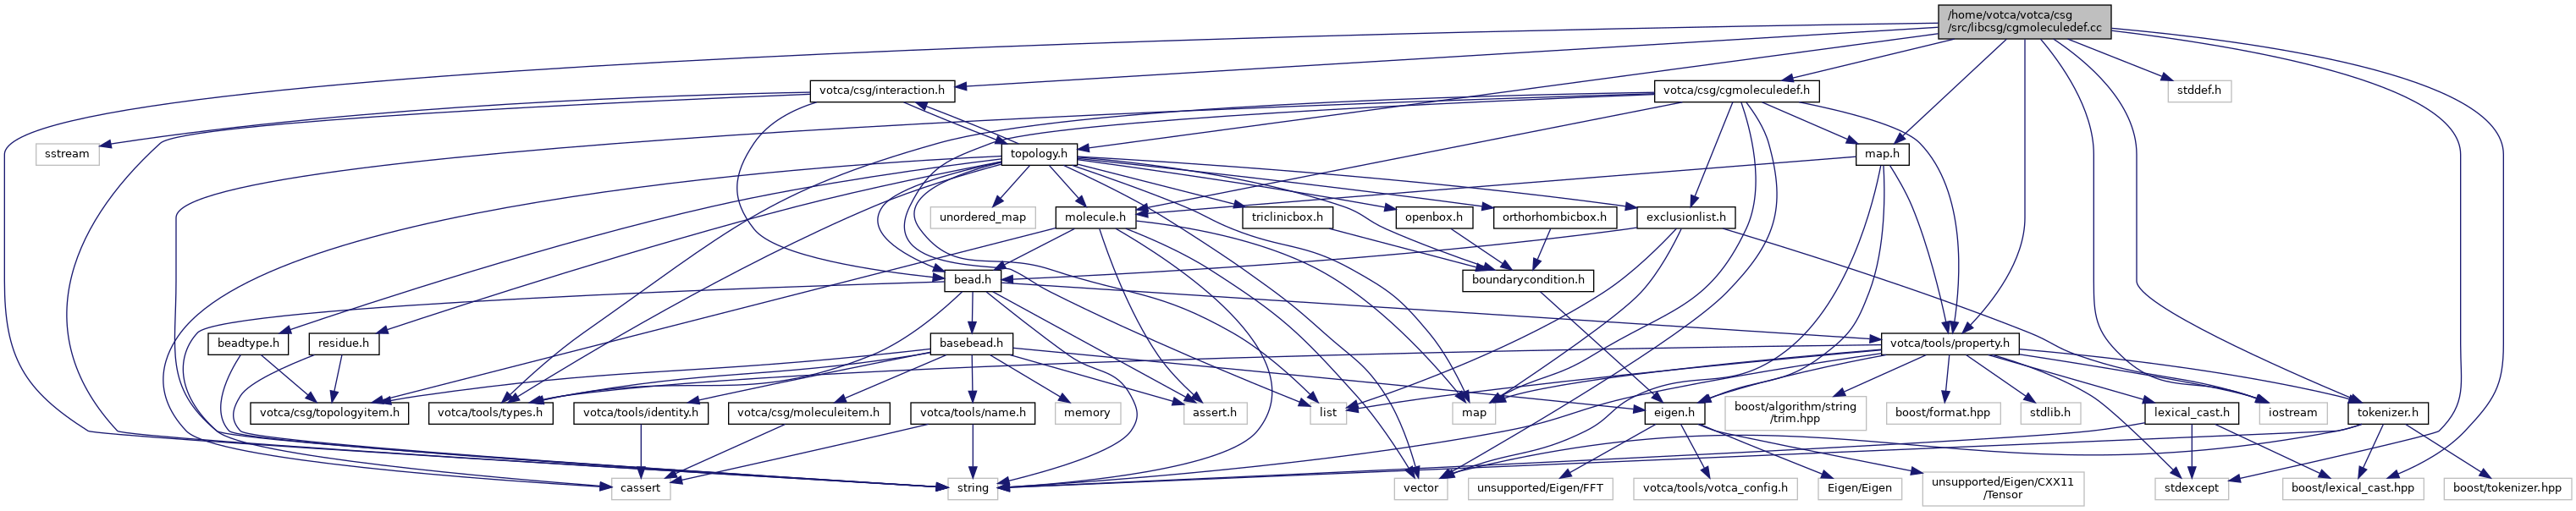 /home/votca/votca/csg
/src/libcsg/cgmoleculedef.cc
votca/csg/interaction.h
votca/csg/cgmoleculedef.h
stddef.h
sstream
topology.h
map.h
unordered_map
molecule.h
triclinicbox.h
openbox.h
orthorhombicbox.h
exclusionlist.h
bead.h
boundarycondition.h
beadtype.h
residue.h
basebead.h
votca/tools/property.h
votca/csg/topologyitem.h
votca/tools/types.h
votca/tools/identity.h
votca/csg/moleculeitem.h
votca/tools/name.h
memory
assert.h
list
map
eigen.h
boost/algorithm/string
/trim.hpp
boost/format.hpp
stdlib.h
lexical_cast.h
iostream
tokenizer.h
cassert
string
vector
unsupported/Eigen/FFT
votca/tools/votca_config.h
Eigen/Eigen
unsupported/Eigen/CXX11
/Tensor
stdexcept
boost/lexical_cast.hpp
boost/tokenizer.hpp